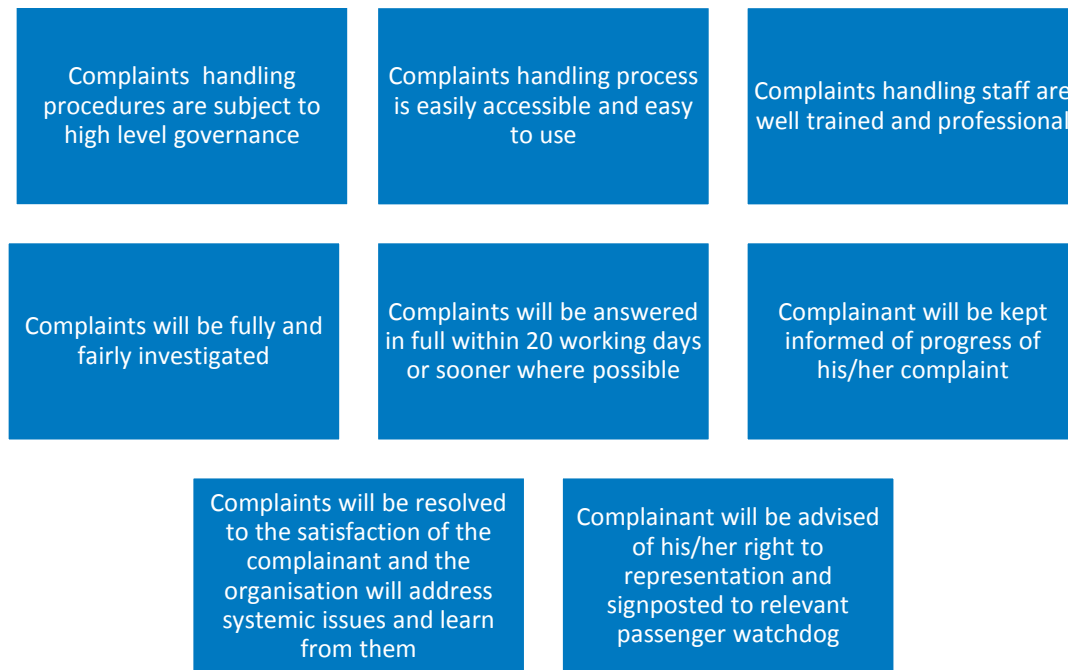 Complaints handling
procedures are subject to
high level governance
Complaints handling process
is easily accessible and easy
to use
Complaints handling staff are
well trained and professional
Complaints will be fully and
fairly investigated
Complaints will be answered
in full within 20 working days
or sooner where possible
Complainant will be kept
informed of progress of
his/her complaint
Complaints will be resolved
to the satisfaction of the
complainant and the
organisation will address
systemic issues and learn
from them
Complainant will be advised
of his/her right to
representation and
signposted to relevant
passenger watchdog